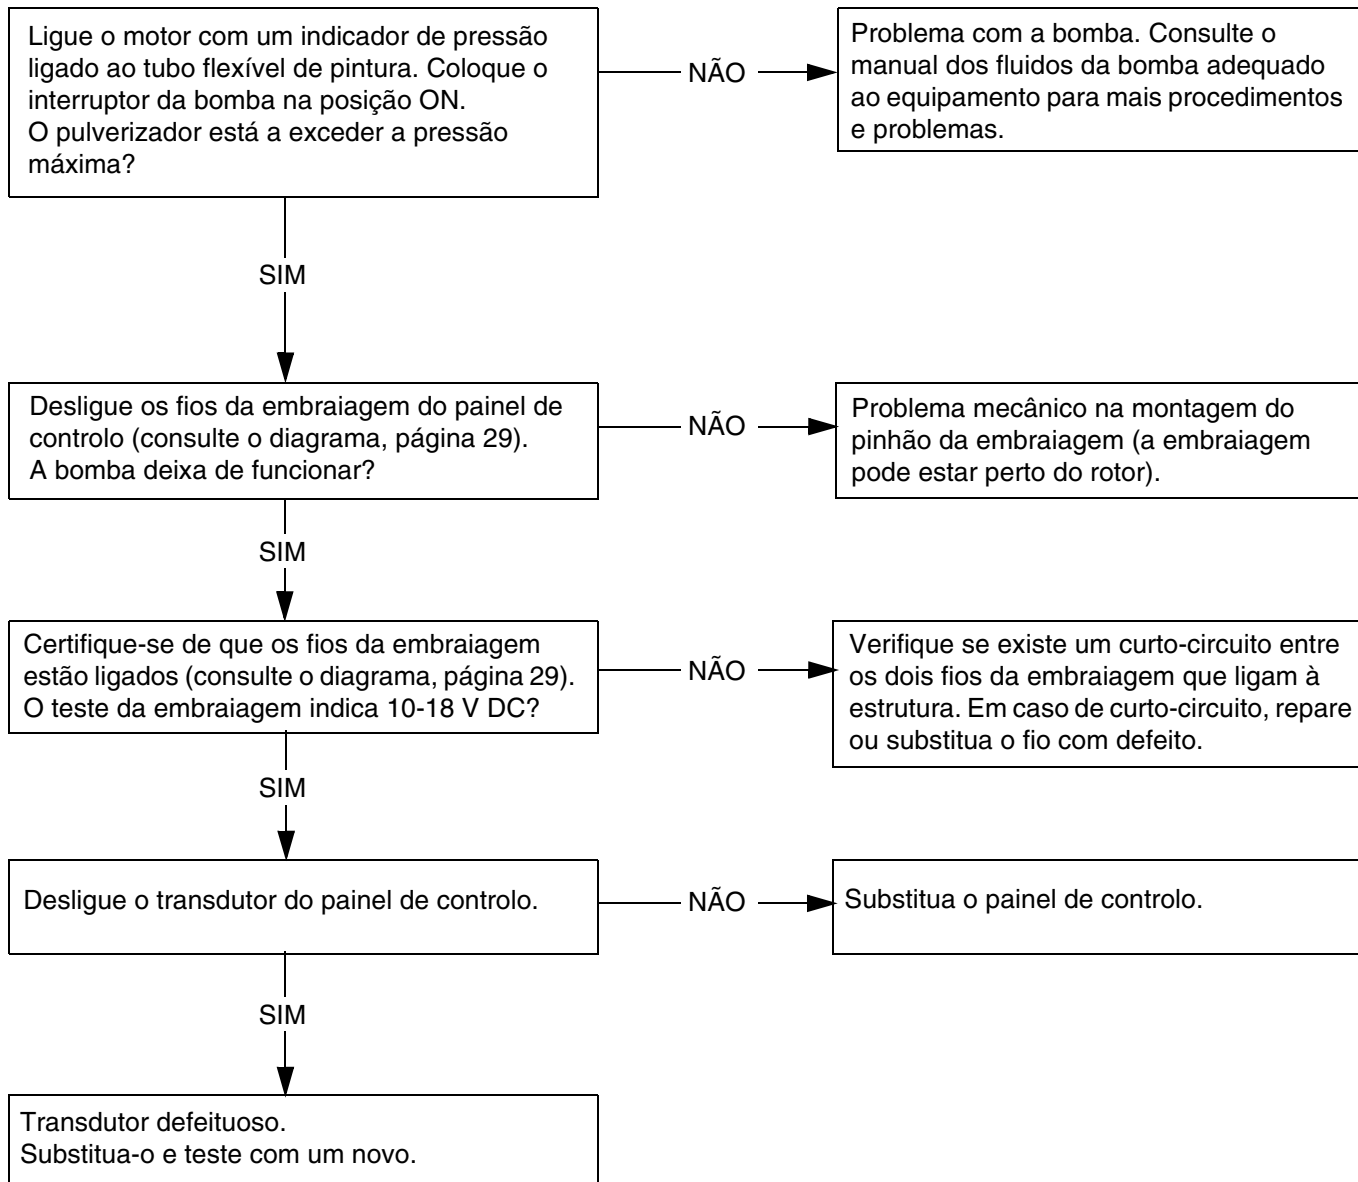 Ligue o motor com um indicador de pressão
ligado ao tubo flexível de pintura. Coloque o
interruptor da bomba na posição ON.
O pulverizador está a exceder a pressão
máxima?
NÃO
Problema com a bomba. Consulte o
manual dos fluidos da bomba adequado
ao equipamento para mais procedimentos
e problemas.
SIM
Desligue os fios da embraiagem do painel de
controlo (consulte o diagrama, página 29).
A bomba deixa de funcionar?
NÃO
Problema mecânico na montagem do
pinhão da embraiagem (a embraiagem
pode estar perto do rotor).
SIM
Certifique-se de que os fios da embraiagem
estão ligados (consulte o diagrama, página 29).
O teste da embraiagem indica 10-18 V DC?
NÃO
Verifique se existe um curto-circuito entre
os dois fios da embraiagem que ligam à
estrutura. Em caso de curto-circuito, repare
ou substitua o fio com defeito.
SIM
Desligue o transdutor do painel de controlo.
NÃO
Substitua o painel de controlo.
SIM
Transdutor defeituoso.
Substitua-o e teste com um novo.